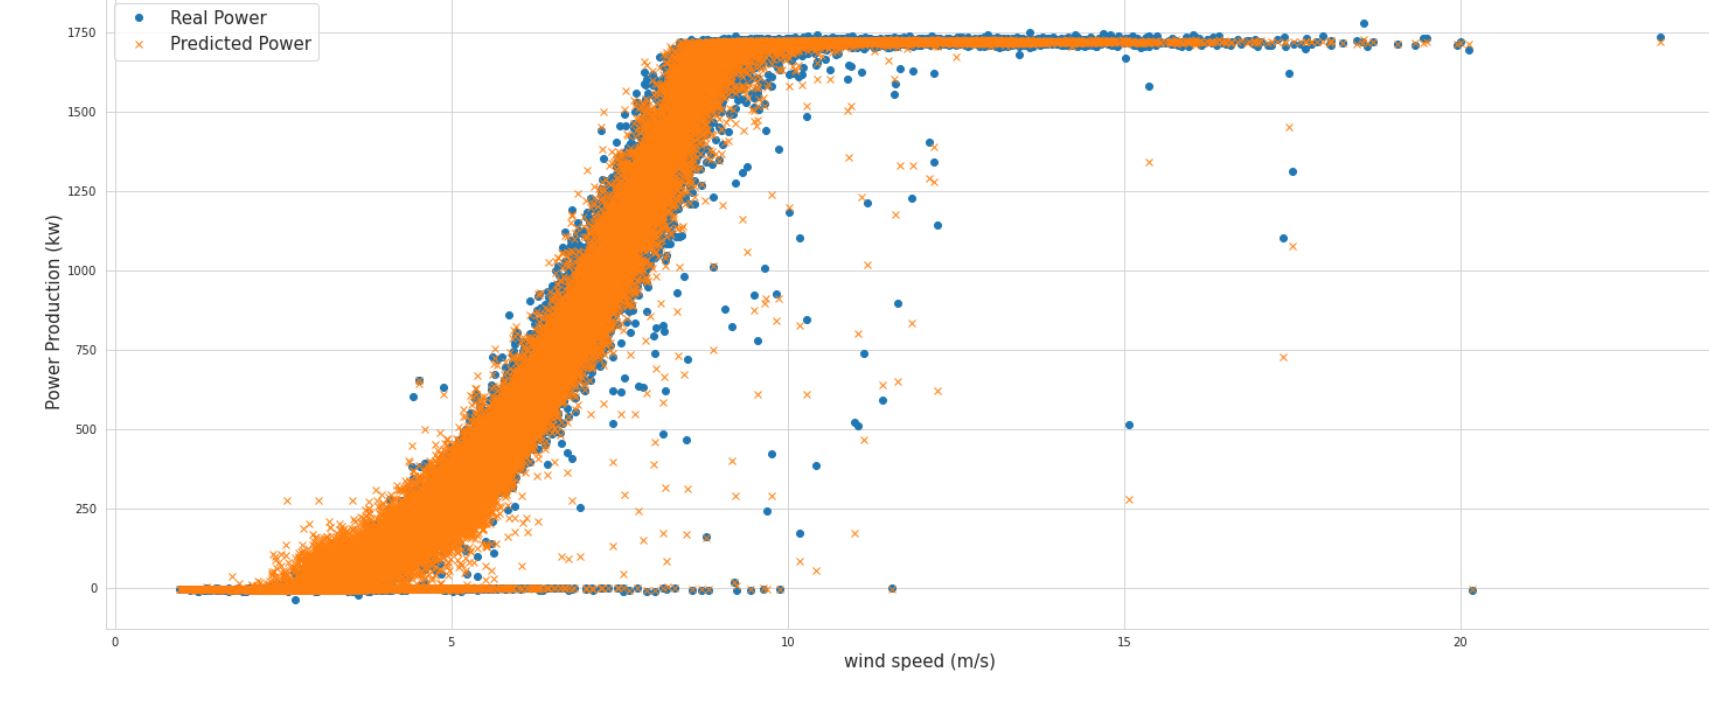 Real Power
Predicted Power
1750
1500
1250
1000
750
500
250
0
Power Production (kw)
0 5 10 15 20
wind speed (m/s)